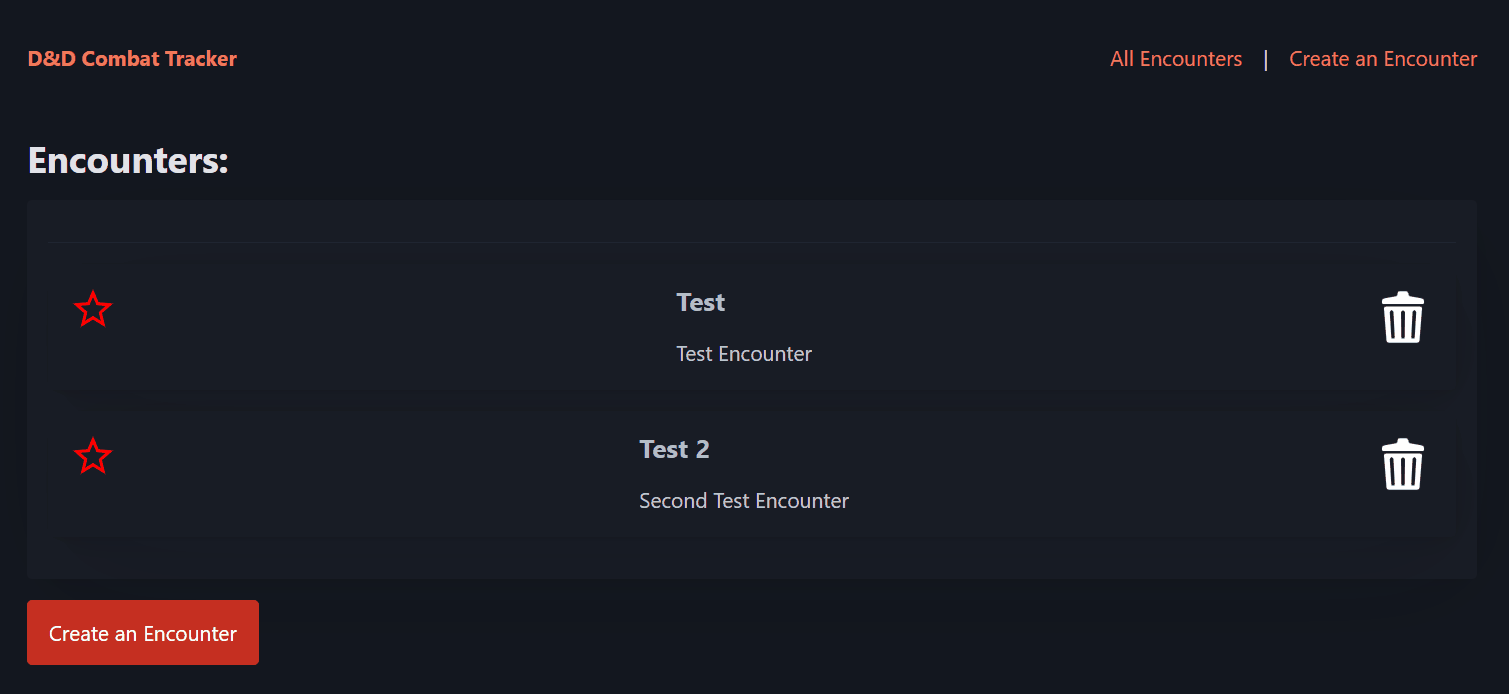 D&D Combat Tracker
All Encounters | Create an Encounter
Encounters:
Test
Test Encounter
Test 2
Second Test Encounter
Create an Encounter